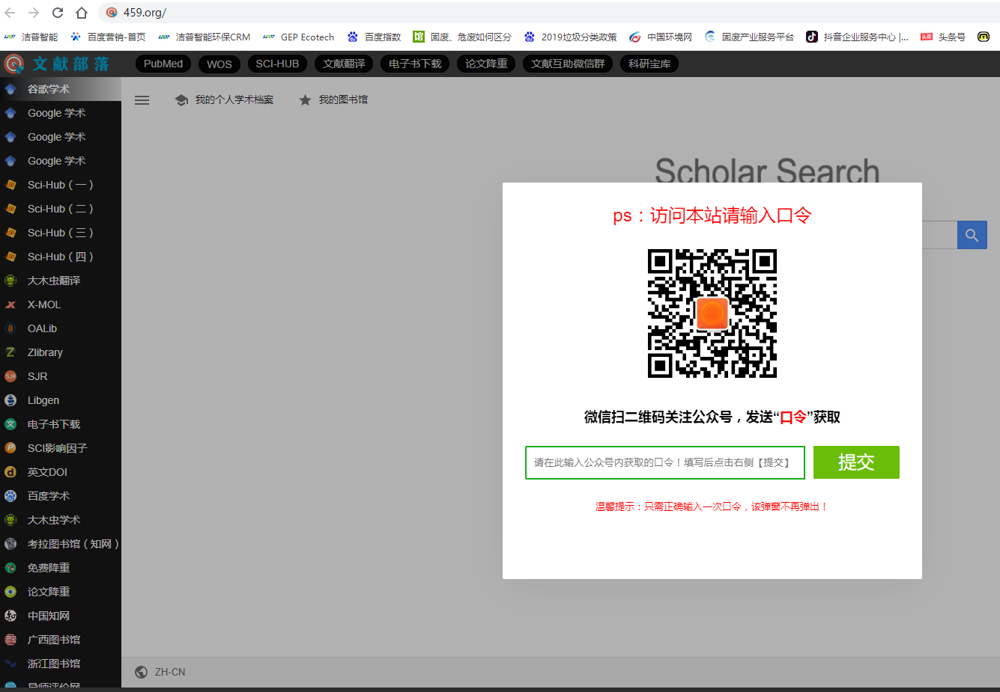 459.org/
洁普智能
百度营销-首页
洁普智能环保CRM
GEP Ecotech
百度指数
馆
固废、危废如何区分
2019垃圾分类政策
中国环境网
固废产业服务平台
抖音企业服务中心 |...
头条
头条号
文献部落
PubMed
WOS
SCI-HUB
文献翻译
电子书下载
论文降重
文献互助微信群
科研宝库
谷歌学术
Google 学术
Google 学术
Google 学术
Sci-Hub（一）
Sci-Hub（二）
Sci-Hub（三）
Sci-Hub（四）
大木虫翻译
X-MOL
OALib
Zlibrary
SJR
Libgen
电子书下载
SCI影响因子
英文DOI
百度学术
大木虫学术
考拉图书馆（知网）
免费降重
论文降重
中国知网
广西图书馆
浙江图书馆
导师评价网
我的个人学术档案
我的图书馆
Scholar Search
ps：访问本站请输入口令
微信扫二维码关注公众号，发送“口令”获取
请在此输入公众号内获取的口令！填写后点击右侧【提交】
提交
温馨提示：只需正确输入一次口令，该弹窗不再弹出！
ZH-CN